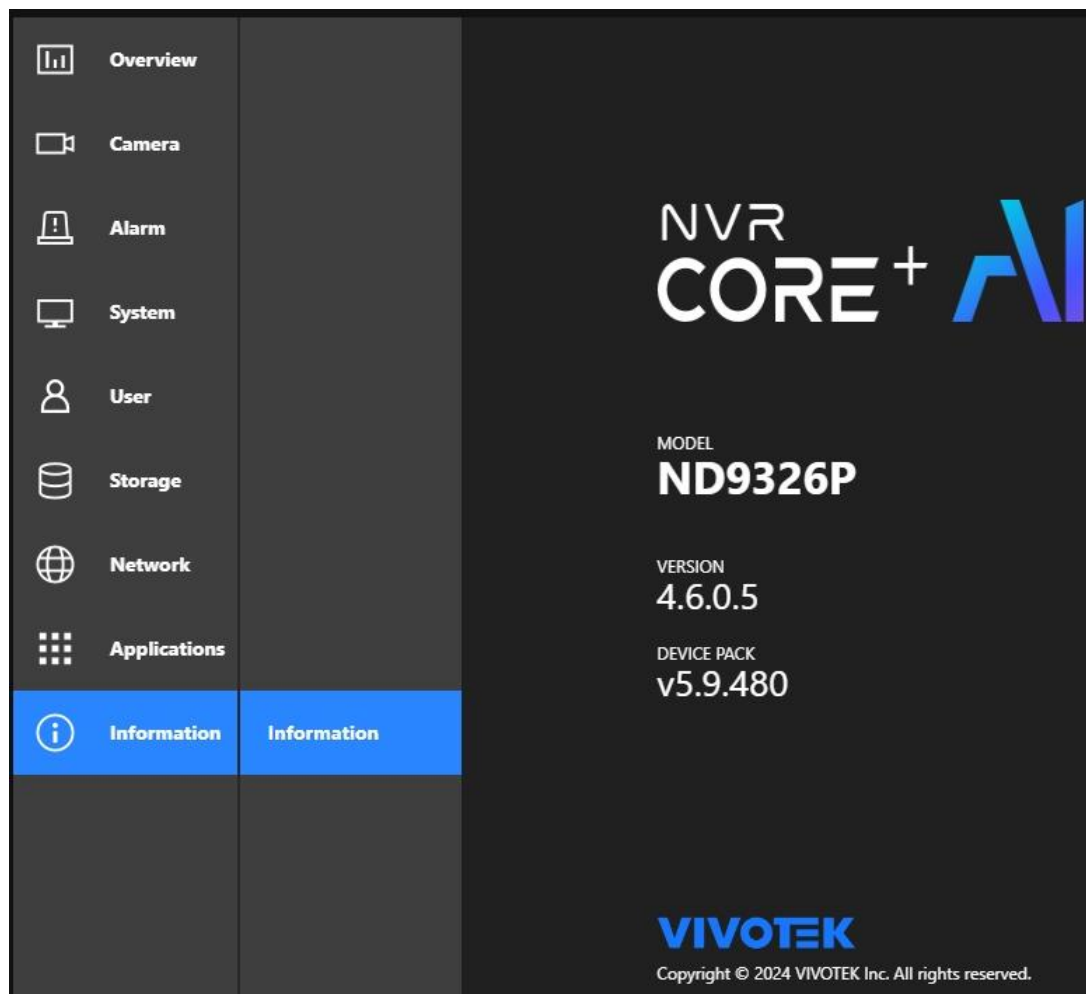 Overview
Camera
Alarm
System
User
Storage
Network
Applications
Information
Information
NVR
CORE+ AI
MODEL
ND9326P
VERSION
4.6.0.5
DEVICE PACK
v5.9.480
VIVOTEK
Copyright © 2024 VIVOTEK Inc. All rights reserved.